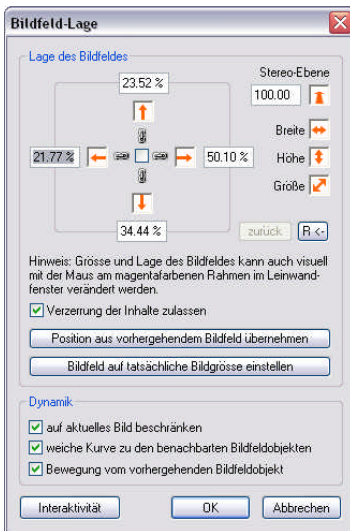 Bildfeld-Lage
Lage des Bildfeldes
23.52 %
Stereo-Ebene
100.00
Breite
21.77 %
50.10 %
Höhe
Größe
34.44 %
zurück
R <-
Hinweis: Grösse und Lage des Bildfeldes kann auch visuell
mit der Maus am magentafarbenen Rahmen im Leinwand-
fenster verändert werden.
Verzerrung der Inhalte zulassen
Position aus vorhergehendem Bildfeld übernehmen
Bildfeld auf tatsächliche Bildgrösse einstellen
Dynamik
auf aktuelles Bild beschränken
weiche Kurve zu den benachbarten Bildfeldobjekten
Bewegung vom vorhergehenden Bildfeldobjekt
Interaktivität
OK
Abbrechen